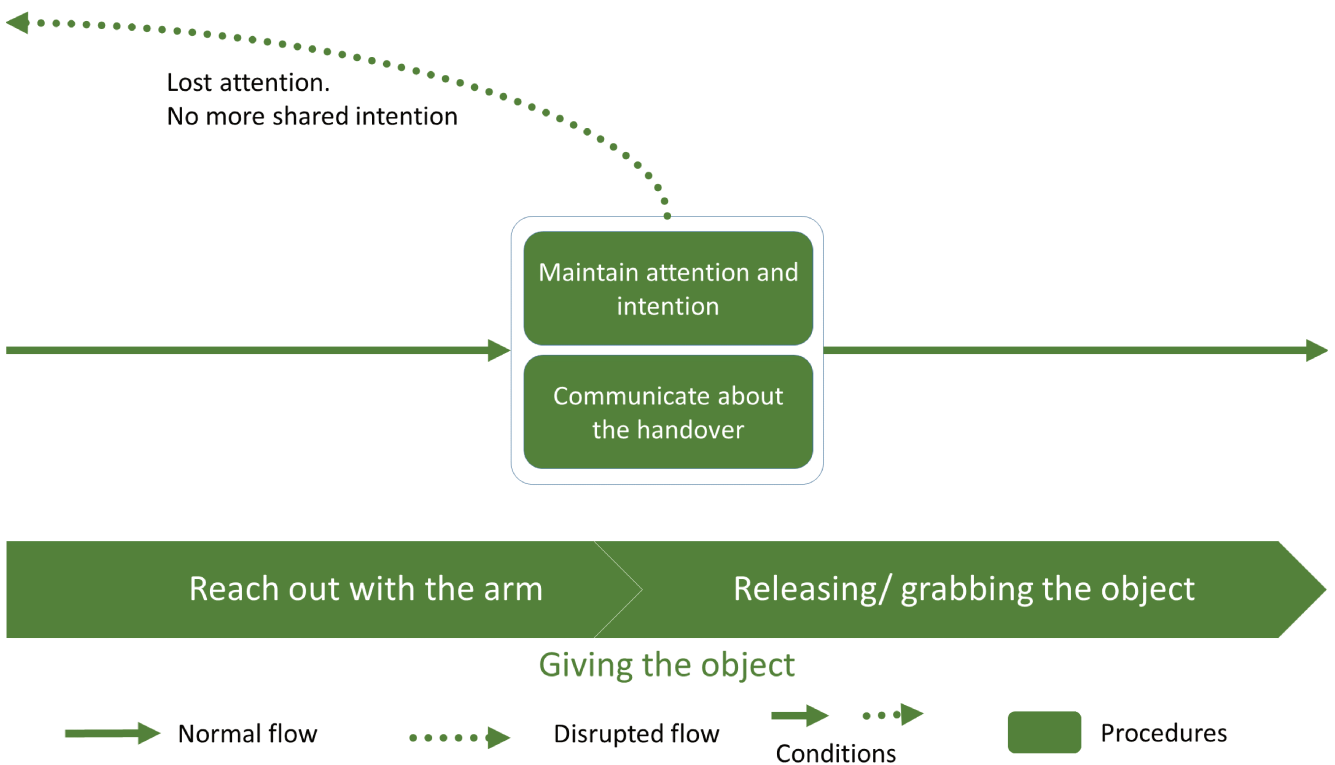 Lost attention.
No more shared intention
Maintain attention and
intention
Communicate about
the handover
Reach out with the arm
Releasing/ grabbing the object
Giving the object
Normal flow
Disrupted flow
Conditions
Procedures